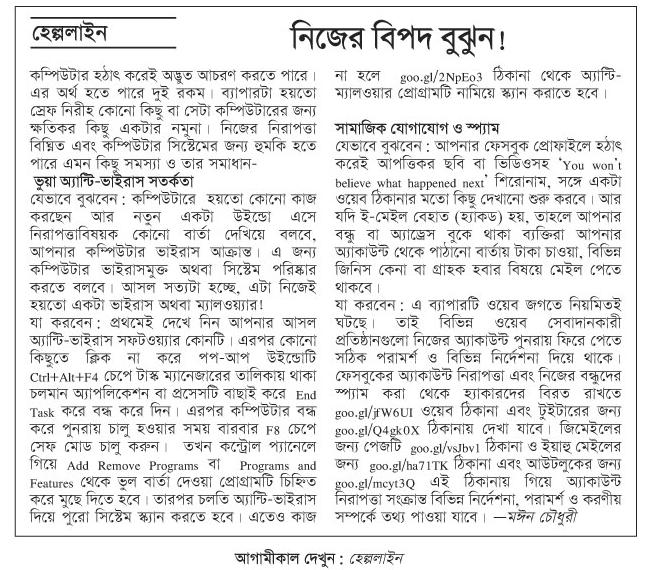 হেল্পলাইন
নিজের বিপদ বুঝুন!
কম্পিউটার হঠাৎ করেই অদ্ভুত আচরণ করতে পারে।
এর অর্থ হতে পারে দুই রকম। ব্যাপারটা হয়তো
স্রেফ নিরীহ কোনো কিছু বা সেটা কম্পিউটারের জন্য
ক্ষতিকর কিছু একটার নমুনা। নিজের নিরাপত্তা
বিঘ্নিত এবং কম্পিউটার সিস্টেমের জন্য হুমকি হতে
পারে এমন কিছু সমস্যা ও তার সমাধান-
ভুয়া অ্যান্টি-ভাইরাস সতর্কতা
যেভাবে বুঝবেন : কম্পিউটারে হয়তো কোনো কাজ
করছেন আর নতুন একটা উইন্ডো এসে
নিরাপত্তাবিষয়ক কোনো বার্তা দেখিয়ে বলবে,
আপনার কম্পিউটার ভাইরাস আক্রান্ত। এ জন্য
কম্পিউটার ভাইরাসমুক্ত অথবা সিস্টেম পরিষ্কার
করতে বলবে। আসল সত্যটা হচ্ছে, এটা নিজেই
হয়তো একটা ভাইরাস অথবা ম্যালওয়্যার!
যা করবেন : প্রথমেই দেখে নিন আপনার আসল
অ্যান্টি-ভাইরাস সফটওয়্যার কোনটি। এরপর কোনো
কিছুতে ক্লিক না করে পপ-আপ উইন্ডোটি
Ctrl+Alt+F4 চেপে টাস্ক ম্যানেজারের তালিকায় থাকা
চলমান অ্যাপলিকেশন বা প্রসেসটি বাছাই করে End
Task করে বন্ধ করে দিন। এরপর কম্পিউটার বন্ধ
করে পুনরায় চালু হওয়ার সময় বারবার F8 চেপে
সেফ মোড চালু করুন। তখন কন্ট্রোল প্যানেলে
গিয়ে Add Remove Programs বা Programs and
Features থেকে ভুল বার্তা দেওয়া প্রোগ্রামটি চিহ্নিত
করে মুছে দিতে হবে। তারপর চলতি অ্যান্টি-ভাইরাস
দিয়ে পুরো সিস্টেম স্ক্যান করতে হবে। এতেও কাজ
না হলে goo.gl/2NpEo3 ঠিকানা থেকে অ্যান্টি-
ম্যালওয়ার প্রোগ্রামটি নামিয়ে স্ক্যান করাতে হবে।
সামাজিক যোগাযোগ ও স্প্যাম
যেভাবে বুঝবেন : আপনার ফেসবুক প্রোফাইলে হঠাৎ
করেই আপত্তিকর ছবি বা ভিডিওসহ 'You won't
believe what happened next' শিরোনাম, সঙ্গে একটা
ওয়েব ঠিকানার মতো কিছু দেখানো শুরু করবে। আর
যদি ই-মেইল বেহাত (হ্যাকড) হয়, তাহলে আপনার
বন্ধু বা অ্যাড্রেস বুকে থাকা ব্যক্তিরা আপনার
অ্যাকাউন্ট থেকে পাঠানো বার্তায় টাকা চাওয়া, বিভিন্ন
জিনিস কেনা বা গ্রাহক হবার বিষয়ে মেইল পেতে
থাকবে।
যা করবেন : এ ব্যাপারটি ওয়েব জগতে নিয়মিতই
ঘটছে। তাই বিভিন্ন ওয়েব সেবাদানকারী
প্রতিষ্ঠানগুলো নিজের অ্যাকাউন্ট পুনরায় ফিরে পেতে
সঠিক পরামর্শ ও বিভিন্ন নির্দেশনা দিয়ে থাকে।
ফেসবুকের অ্যাকাউন্ট নিরাপত্তা এবং নিজের বন্ধুদের
স্প্যাম করা থেকে হ্যাকারদের বিরত রাখতে
goo.gl/jfW6UI ওয়েব ঠিকানা এবং টুইটারের জন্য
goo.gl/Q4gk0X ঠিকানায় দেখা যাবে। জিমেইলের
জন্য পেজটি goo.gl/vsJbv1 ঠিকানা ও ইয়াহু মেইলের
জন্য goo.gl/ha71TK ঠিকানা এবং আউটলুকের জন্য
goo.gl/mcyt3Q এই ঠিকানায় গিয়ে অ্যাকাউন্ট
নিরাপত্তা সংক্রান্ত বিভিন্ন নির্দেশনা, পরামর্শ ও করণীয়
সম্পর্কে তথ্য পাওয়া যাবে। —মঈন চৌধুরী
আগামীকাল দেখুন : হেল্পলাইন